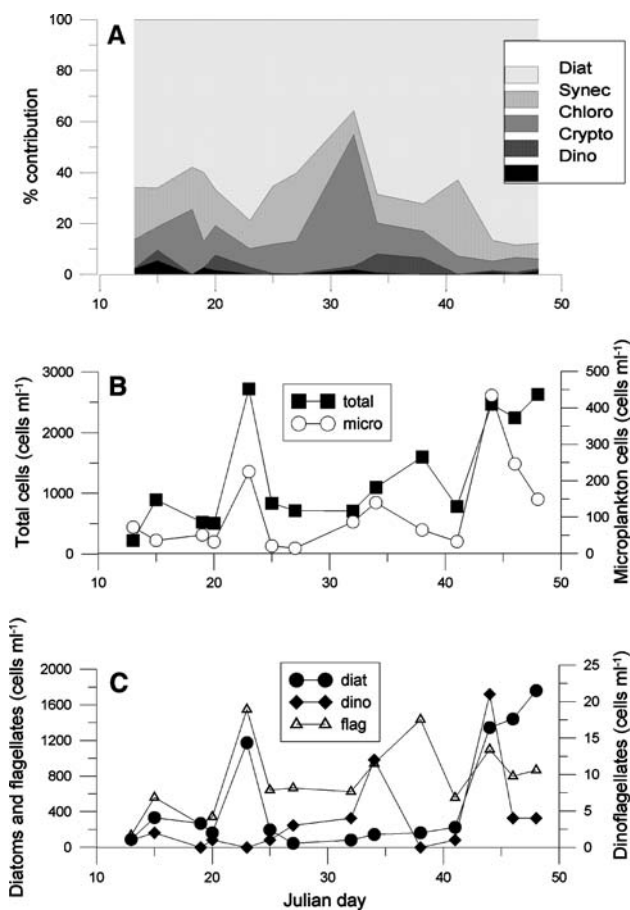 A
100
80
60
40
20
0
% contribution
Diat
Synec
Chloro
Crypto
Dino
10
20
30
40
50
B
3000
2000
1000
0
Total cells (cells ml-1)
total
micro
500
400
300
200
100
0
Microplankton cells (cells ml-1)
10
20
30
40
50
C
2000
1600
1200
800
400
0
Diatoms and flagellates (cells ml-1)
diat
dino
flag
25
20
15
10
5
0
Dinoflagellates (cells ml-1)
10
20
30
40
50
Julian day